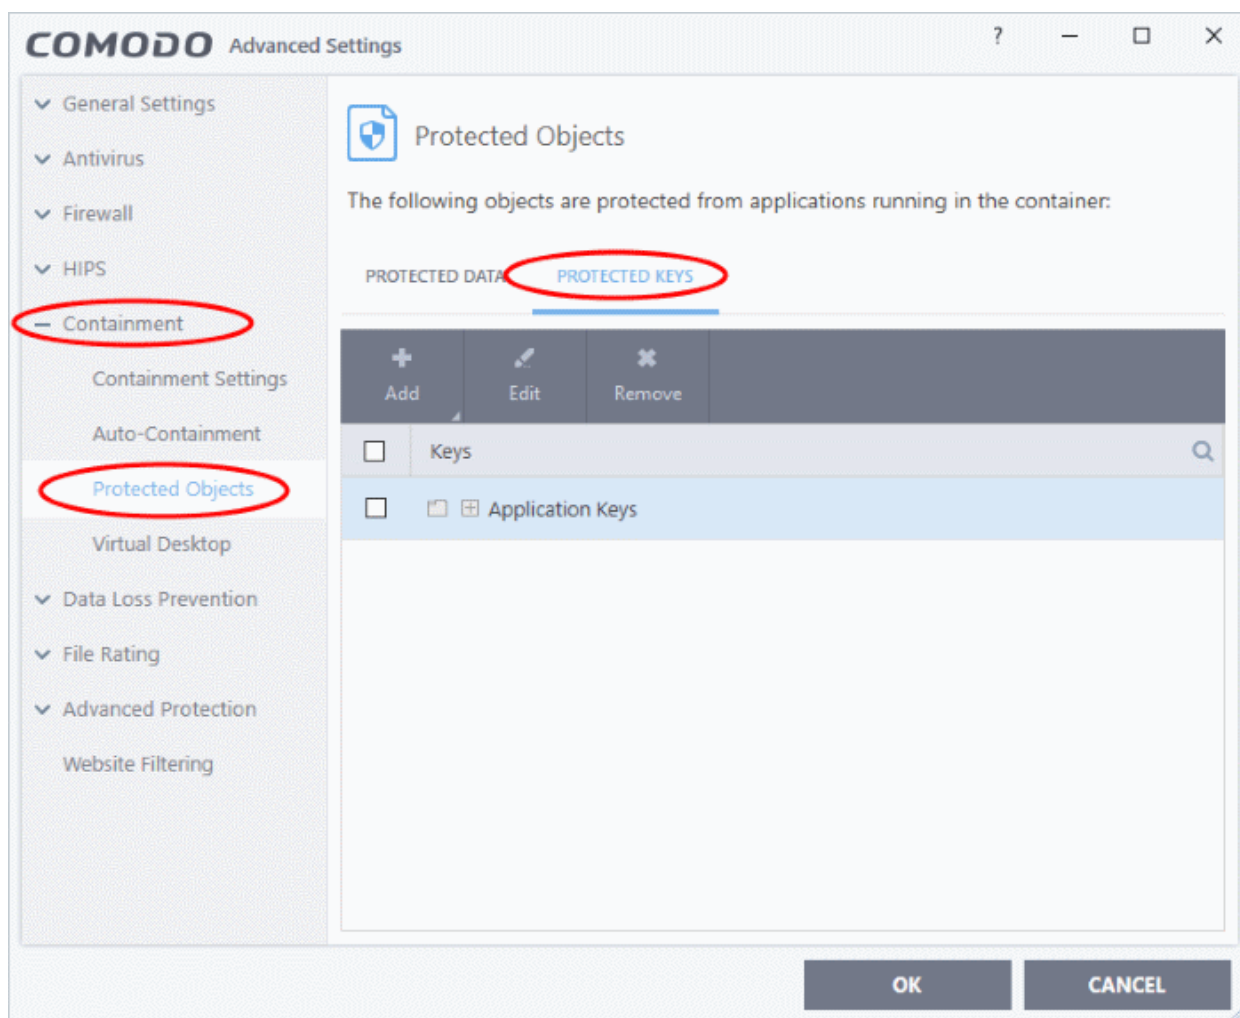 COMODO Advanced Settings ?
General Settings
Antivirus
Firewall
HIPS
Containment
Containment Settings
Auto-Containment
Protected Objects
Virtual Desktop
Data Loss Prevention
File Rating
Advanced Protection
Website Filtering
Protected Objects
The following objects are protected from applications running in the container:
PROTECTED DATA PROTECTED KEYS
Add Edit Remove
Keys
Application Keys
OK CANCEL